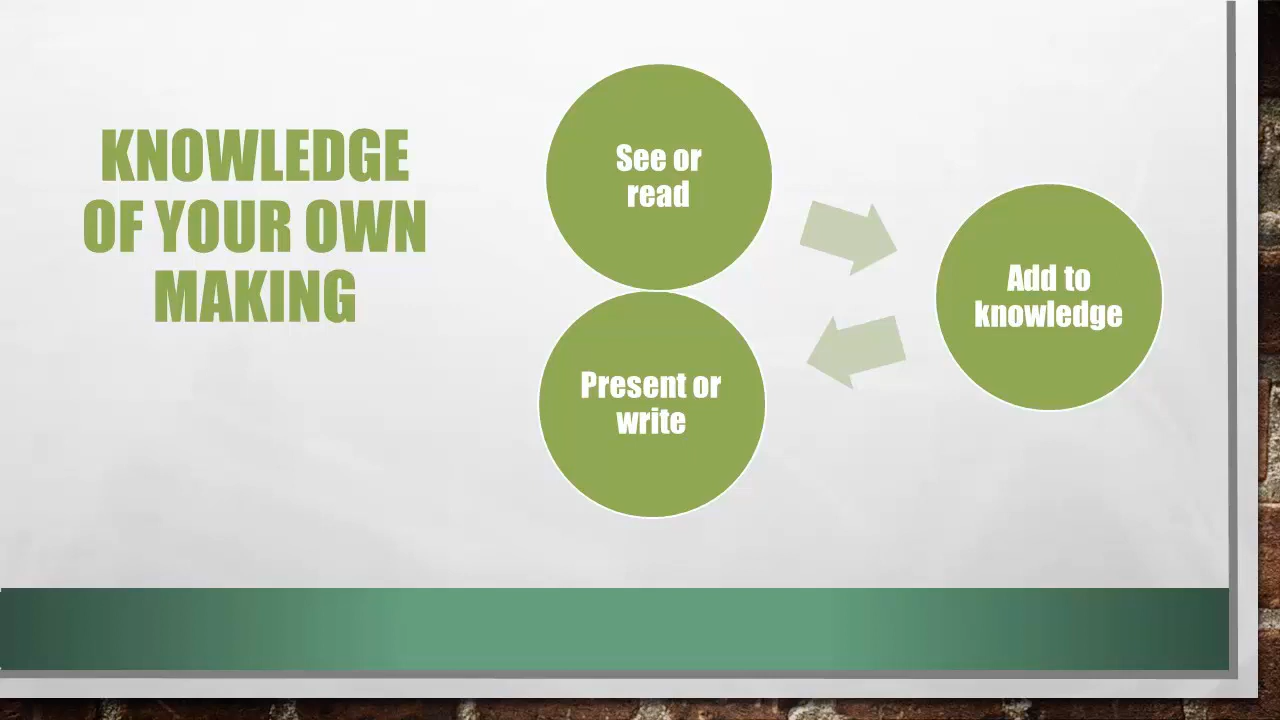 KNOWLEDGE
OF YOUR OWN
MAKING
See or
read
Add to
knowledge
Present or
write